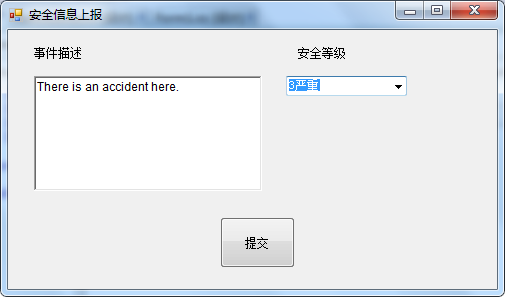 安全信息上报
事件描述
安全等级
There is an accident here.
3严重
提交